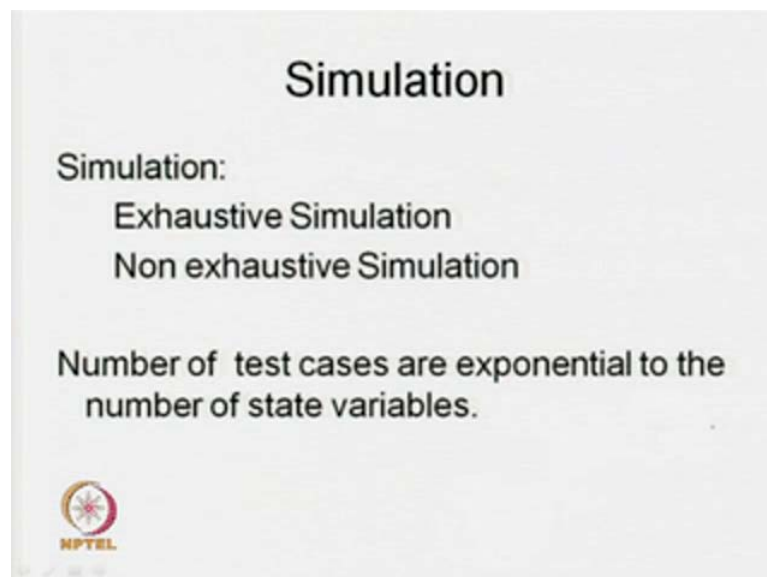 Simulation
Simulation:
Exhaustive Simulation
Non exhaustive Simulation
Number of test cases are exponential to the
number of state variables.
NPTEL